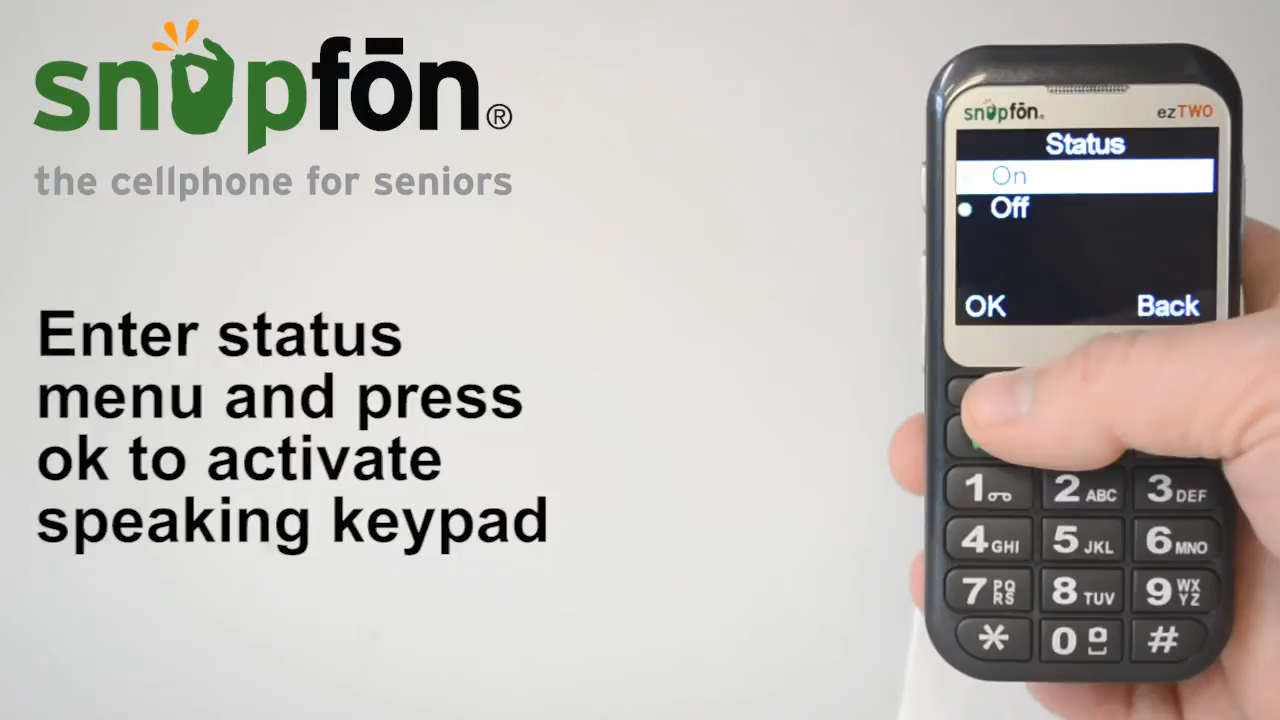 snapfōn®
the cellphone for seniors
Enter status
menu and press
ok to activate
speaking keypad
snapfōn® ezTWO
Status
On
Off
OK Back
1 2 ABC 3 DEF
4 GHI 5 JKL 6 MNO
7 PQRS 8 TUV 9 WXYZ
* 0 #